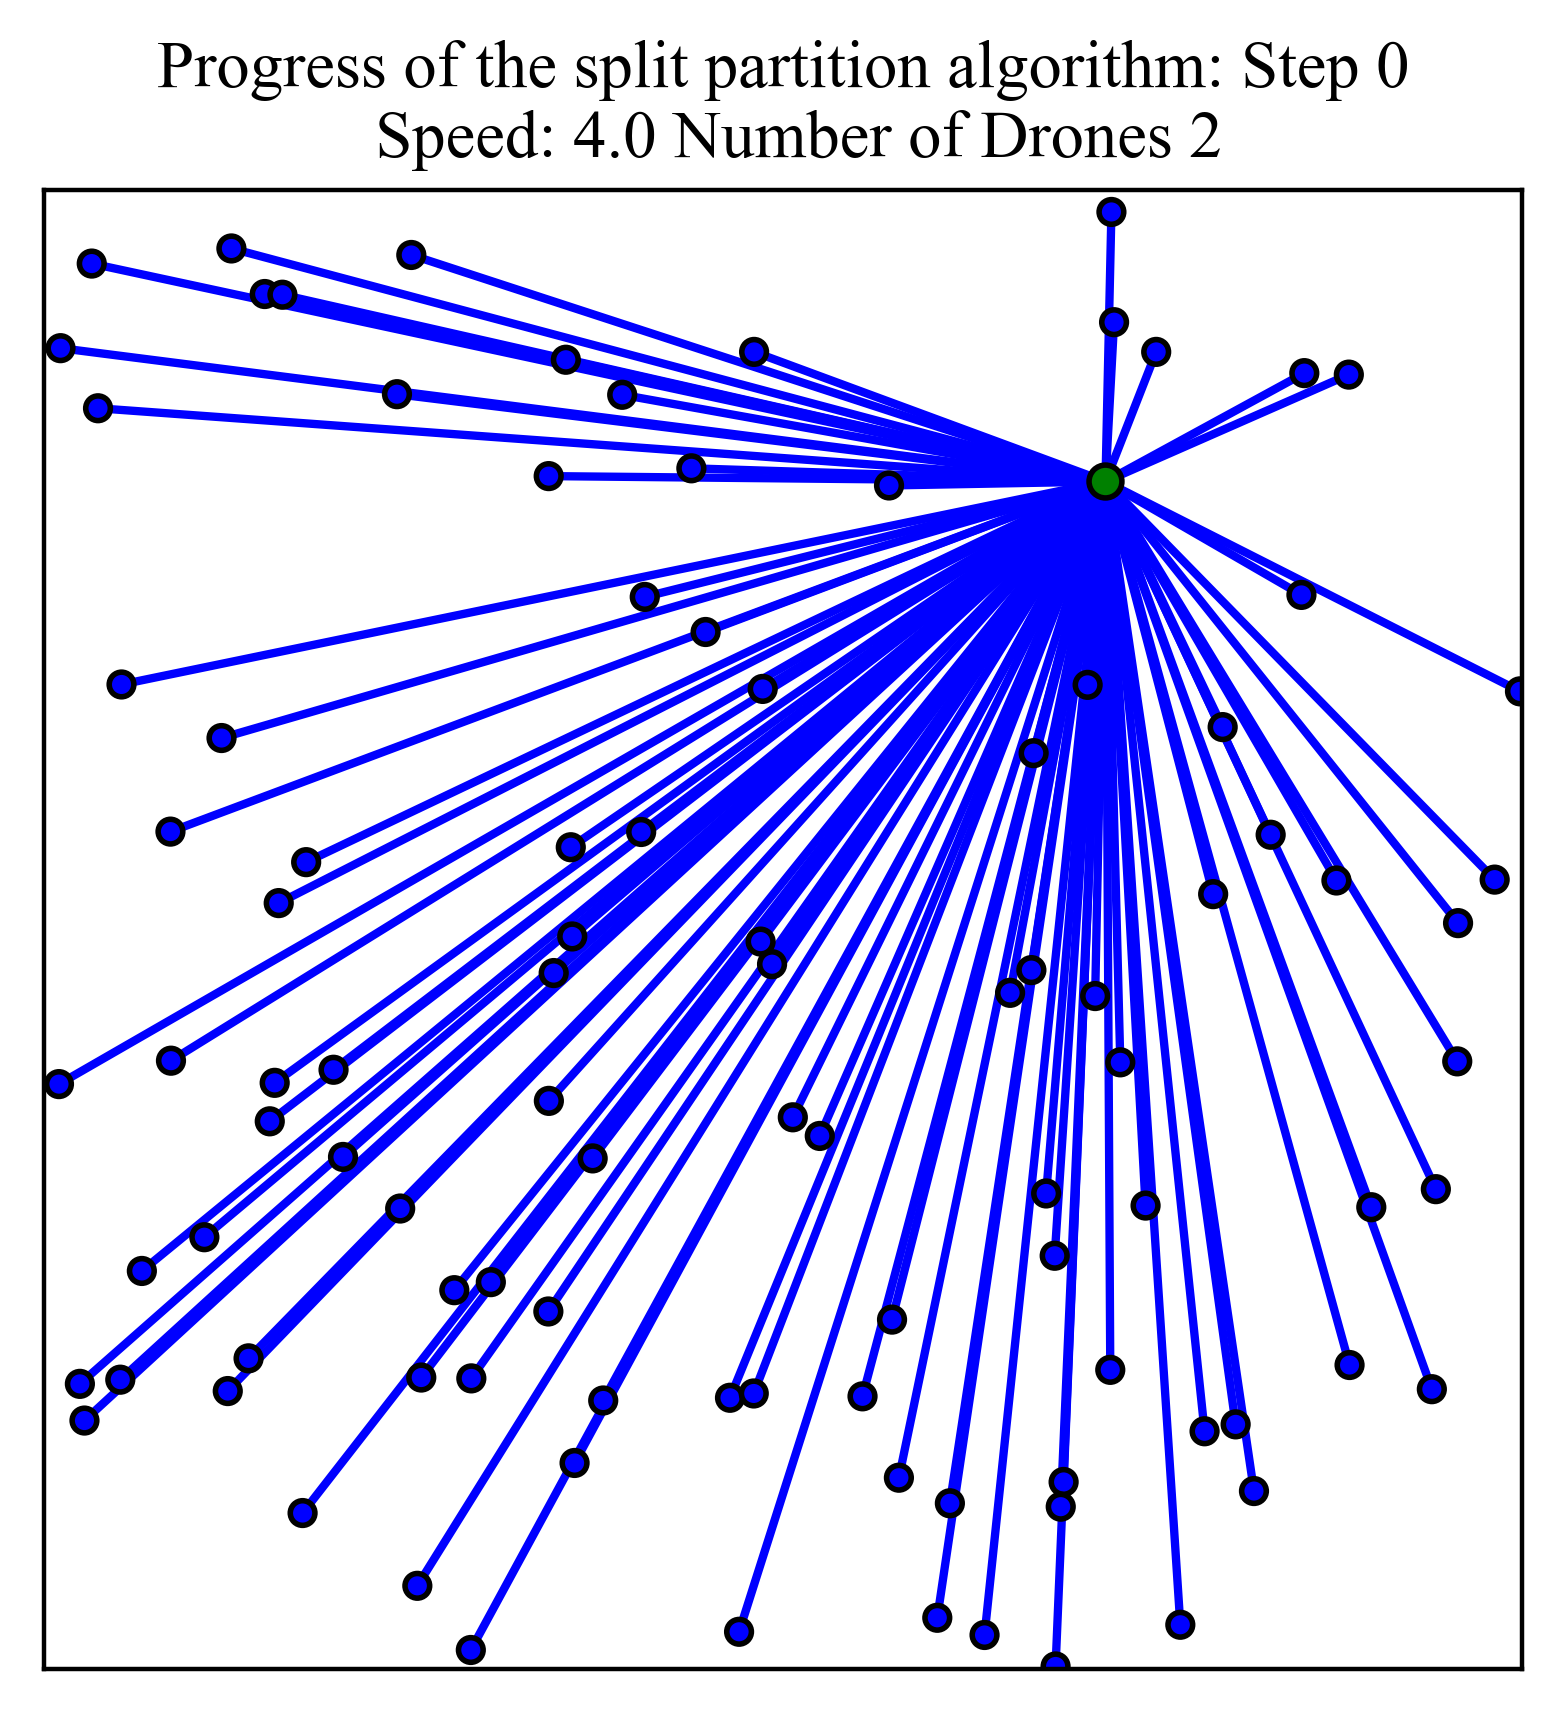 Progress of the split partition algorithm: Step 0
Speed: 4.0 Number of Drones 2